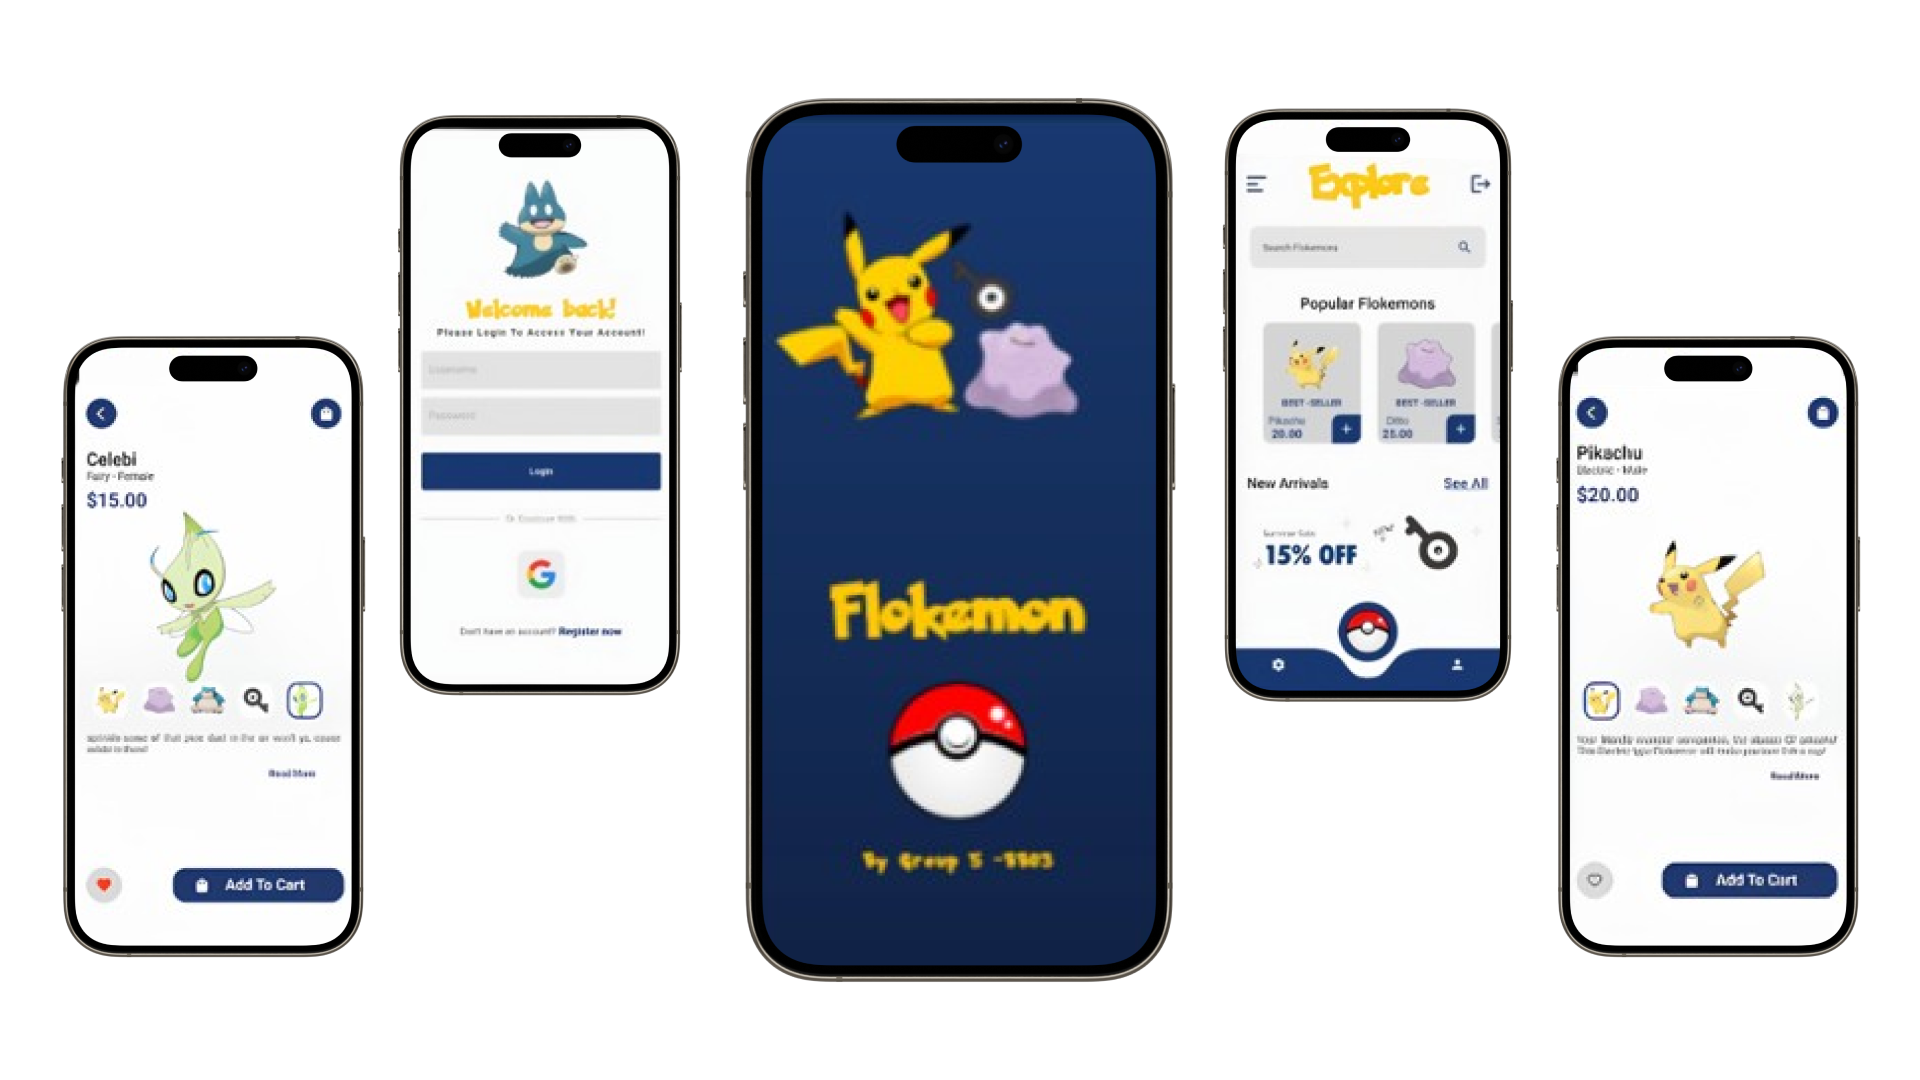 Celebi
Fairy - Female
$15.00
Read More
Add To Cart
Welcome back!
Please Login To Access Your Account!
Username
Password
Login
Or Continue With
Don't have an account? Register now
Flokemon
By Group 5 -
Explore
Search Flokemons
Popular Flokemons
BEST -SELLER
Pikachu
20.00
+
BEST -SELLER
Ditto
25.00
+
New Arrivals
See All
Summer Sale
15% OFF
NEW
Pikachu
Electric - Male
$20.00
Read More
Add To Cart